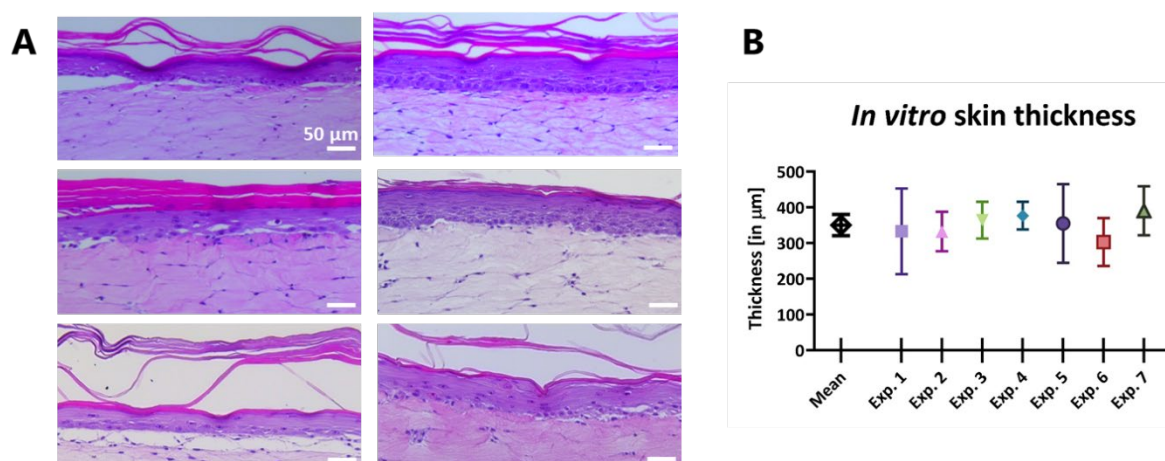 A
50 µm
B
In vitro skin thickness
Thickness [in µm]
500
400
300
200
100
0
Mean
Exp. 1
Exp. 2
Exp. 3
Exp. 4
Exp. 5
Exp. 6
Exp. 7